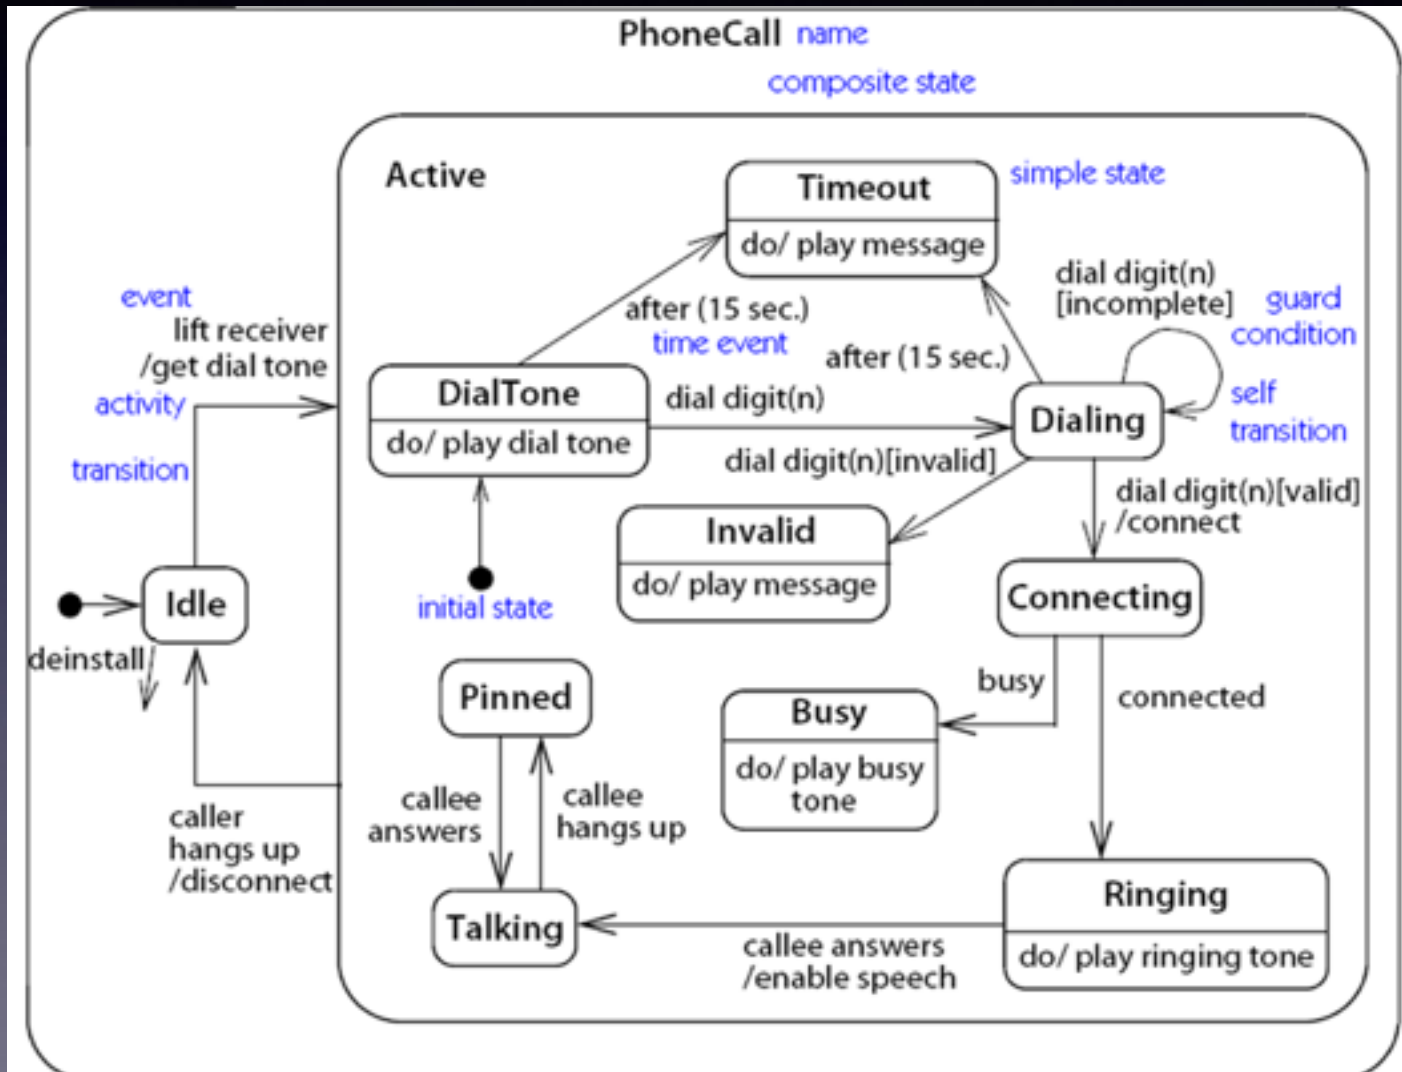 PhoneCall name
composite state
Active
Timeout
do/ play message
simple state
event
lift receiver
/get dial tone
activity
transition
after (15 sec.)
time event
after (15 sec.)
dial digit(n)
[incomplete]
guard
condition
self
transition
DialTone
do/ play dial tone
dial digit(n)
Dialing
dial digit(n)[invalid]
dial digit(n)[valid]
/connect
Invalid
do/ play message
initial state
Idle
deinstall
Connecting
busy
connected
Pinned
Busy
do/ play busy
tone
callee
answers
callee
hangs up
caller
hangs up
/disconnect
Talking
callee answers
/enable speech
Ringing
do/ play ringing tone